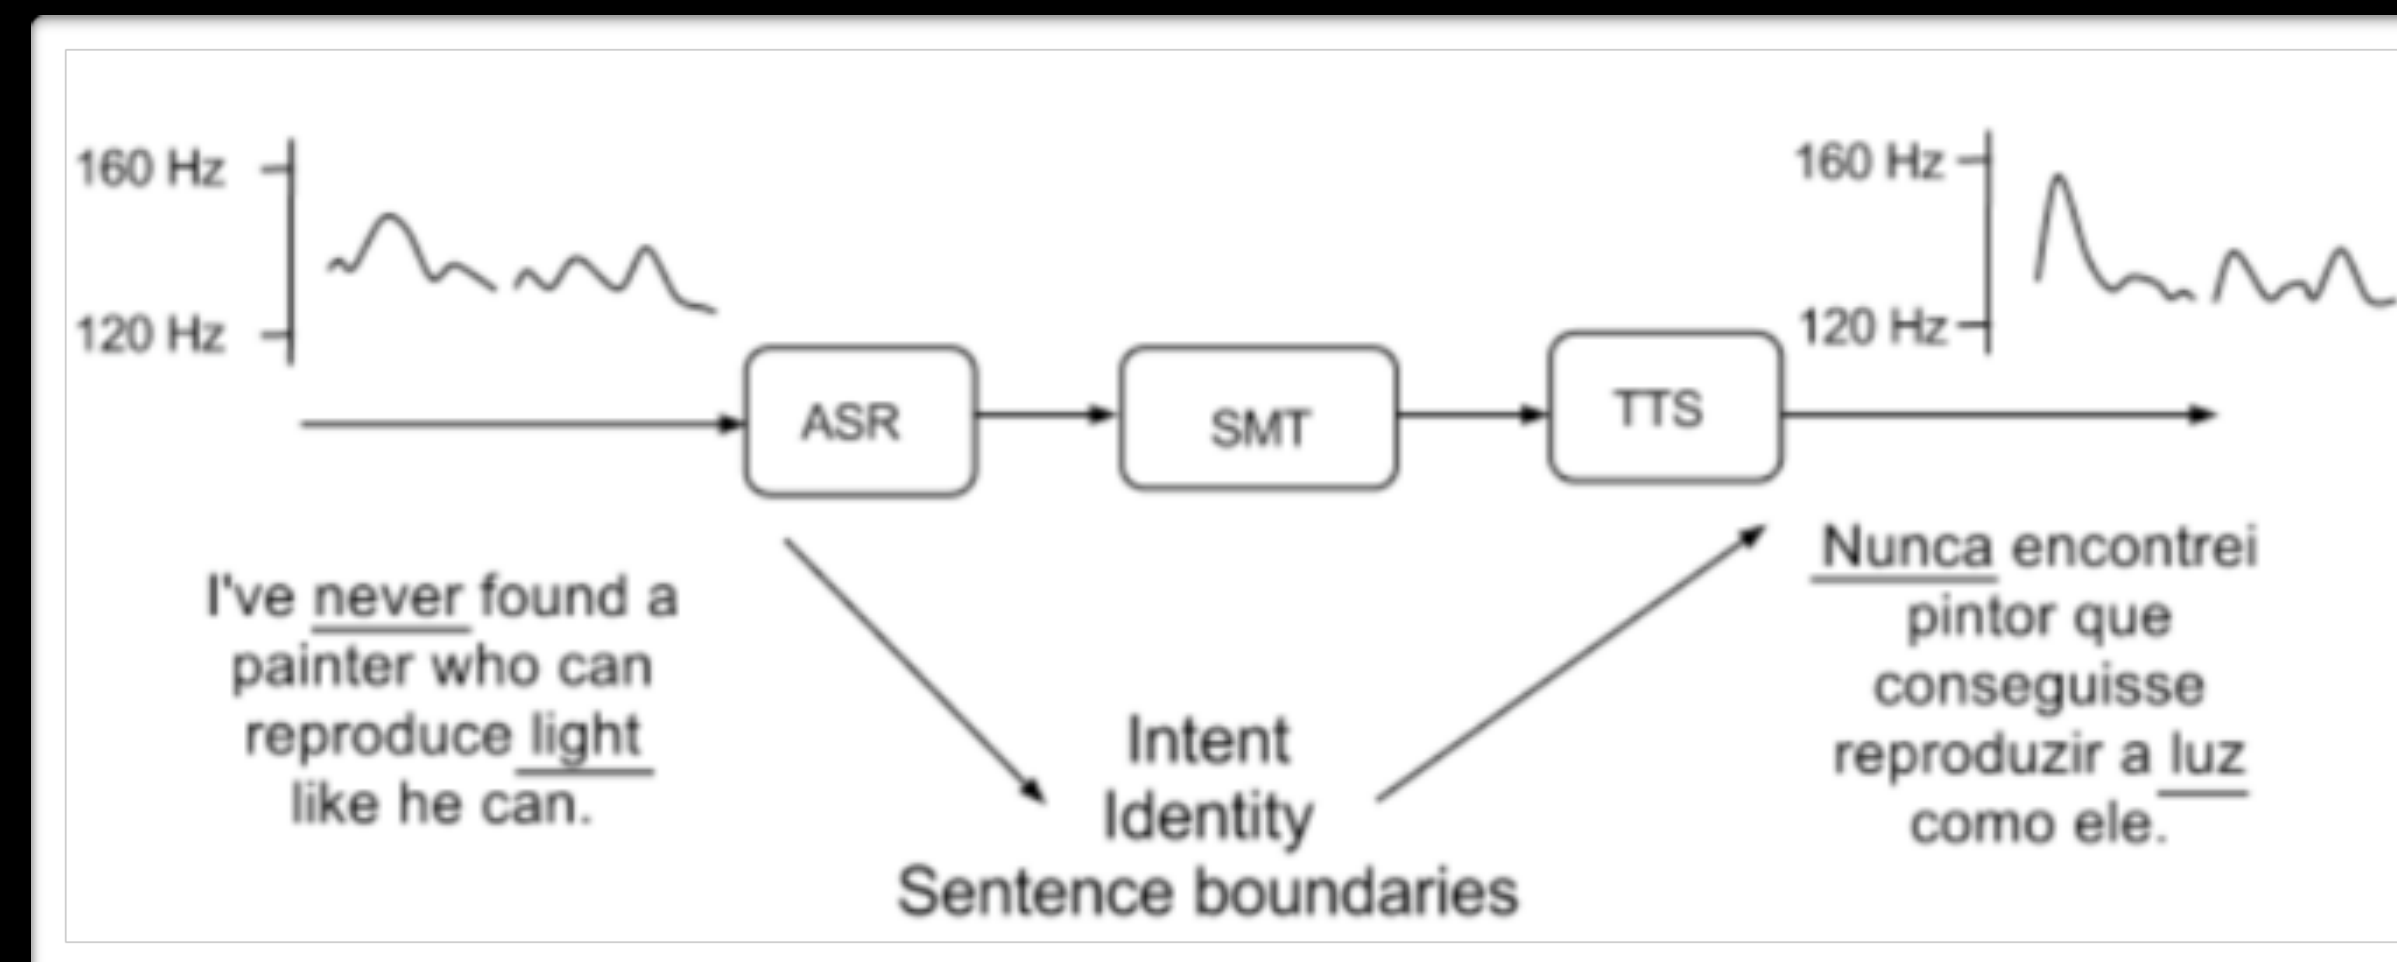 160 Hz
120 Hz
160 Hz
120 Hz
ASR
SMT
TTS
I've never found a
painter who can
reproduce light
like he can.
Intent
Identity
Sentence boundaries
Nunca encontrei
pintor que
conseguisse
reproduzir a luz
como ele.